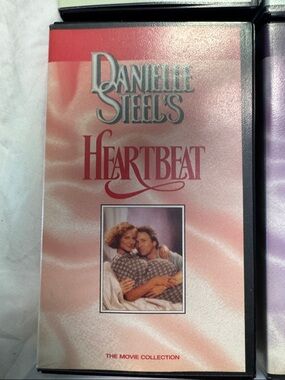 DANIELLE
STEEL'S
HEARTBEAT
THE MOVIE COLLECTION